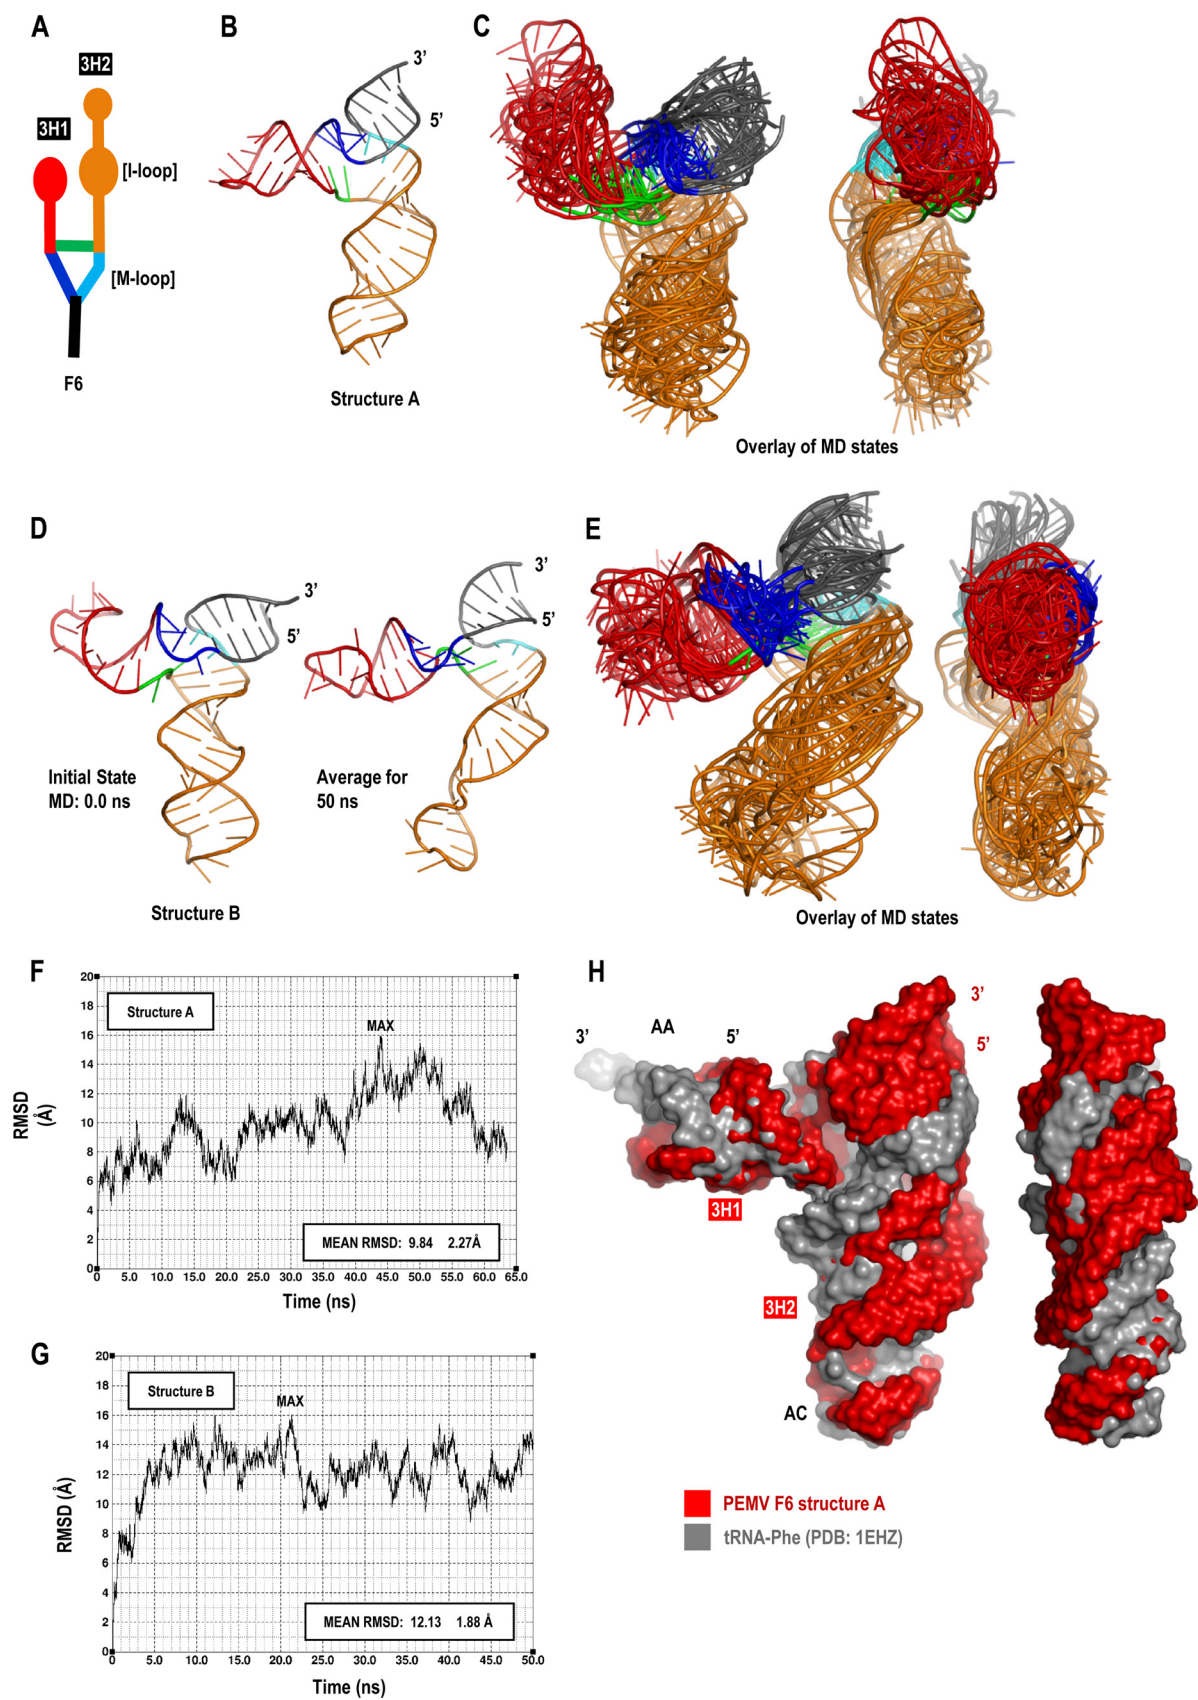 A
3H2
3H1
[I-loop]
[M-loop]
F6
B
3’
5’
Structure A
C
Overlay of MD states
D
3’
5’
Initial State
MD: 0.0 ns
3’
5’
Average for
50 ns
Structure B
E
Overlay of MD states
F
20
18
16
14
12
10
8
6
4
2
0
RMSD
(Å)
Structure A
MAX
MEAN RMSD: 9.84 2.27Å
0 5.0 10.0 15.0 20.0 25.0 30.0 35.0 40.0 45.0 50.0 55.0 60.0 65.0
Time (ns)
G
20
18
16
14
12
10
8
6
4
2
0
RMSD (Å)
Structure B
MAX
MEAN RMSD: 12.13 1.88 Å
0 5.0 10.0 15.0 20.0 25.0 30.0 35.0 40.0 45.0 50.0
Time (ns)
H
3’
AA
5’
3’
5’
3H1
3H2
AC
PEMV F6 structure A
tRNA-Phe (PDB: 1EHZ)